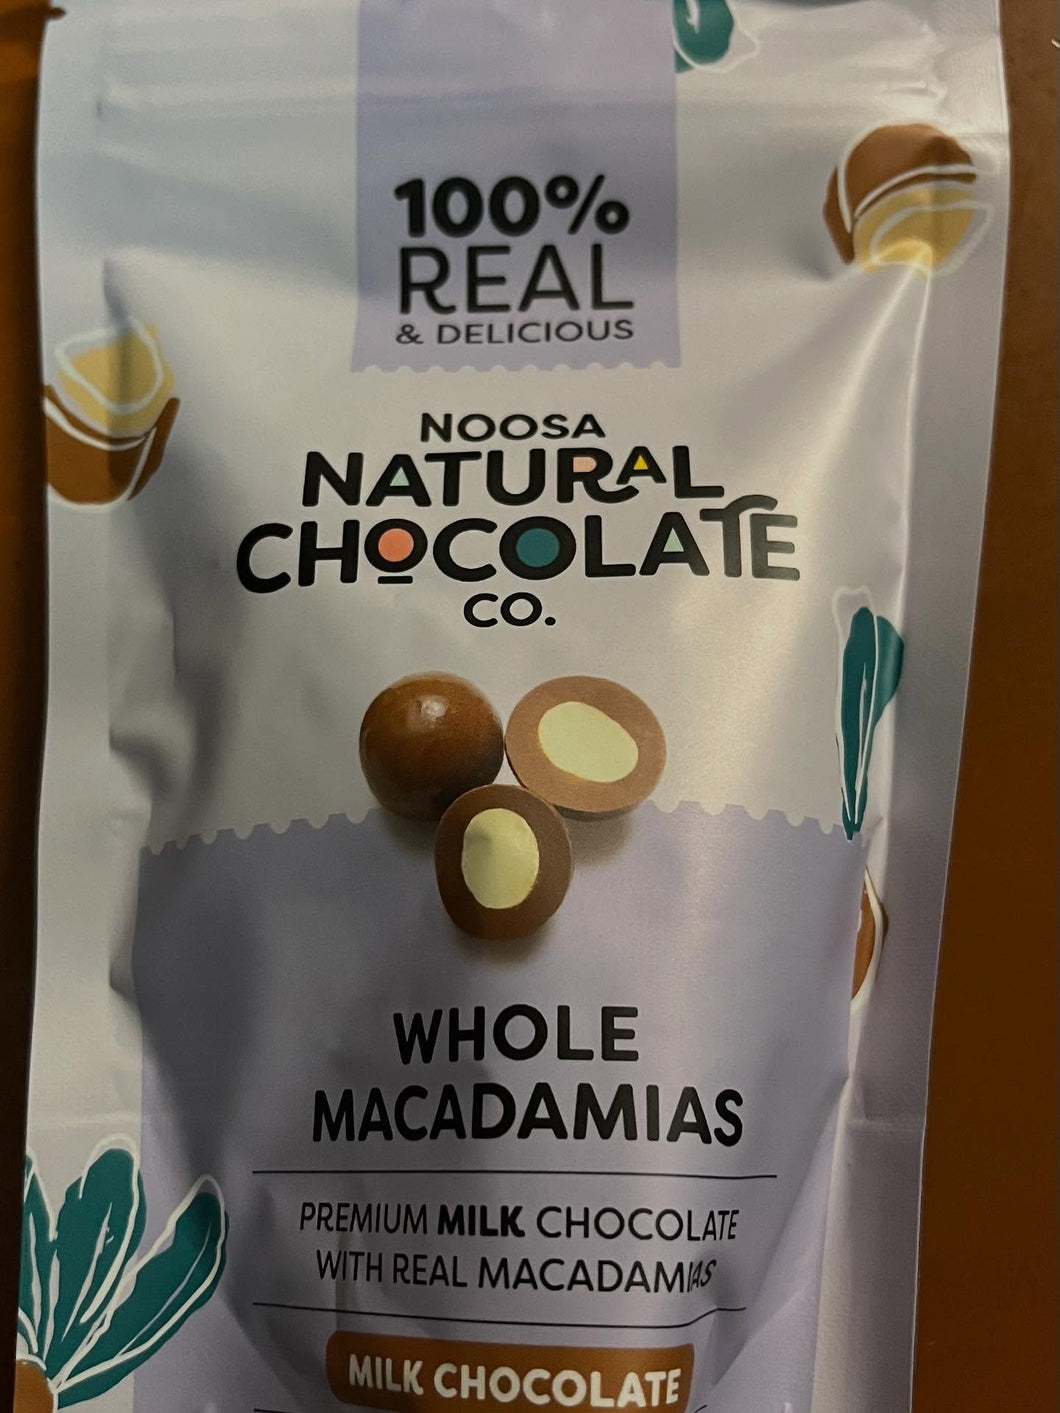 100%
REAL
& DELICIOUS
NOOSA
NATURAL
CHOCOLATE
CO.
WHOLE
MACADAMIAS
PREMIUM MILK CHOCOLATE
WITH REAL MACADAMIAS
MILK CHOCOLATE